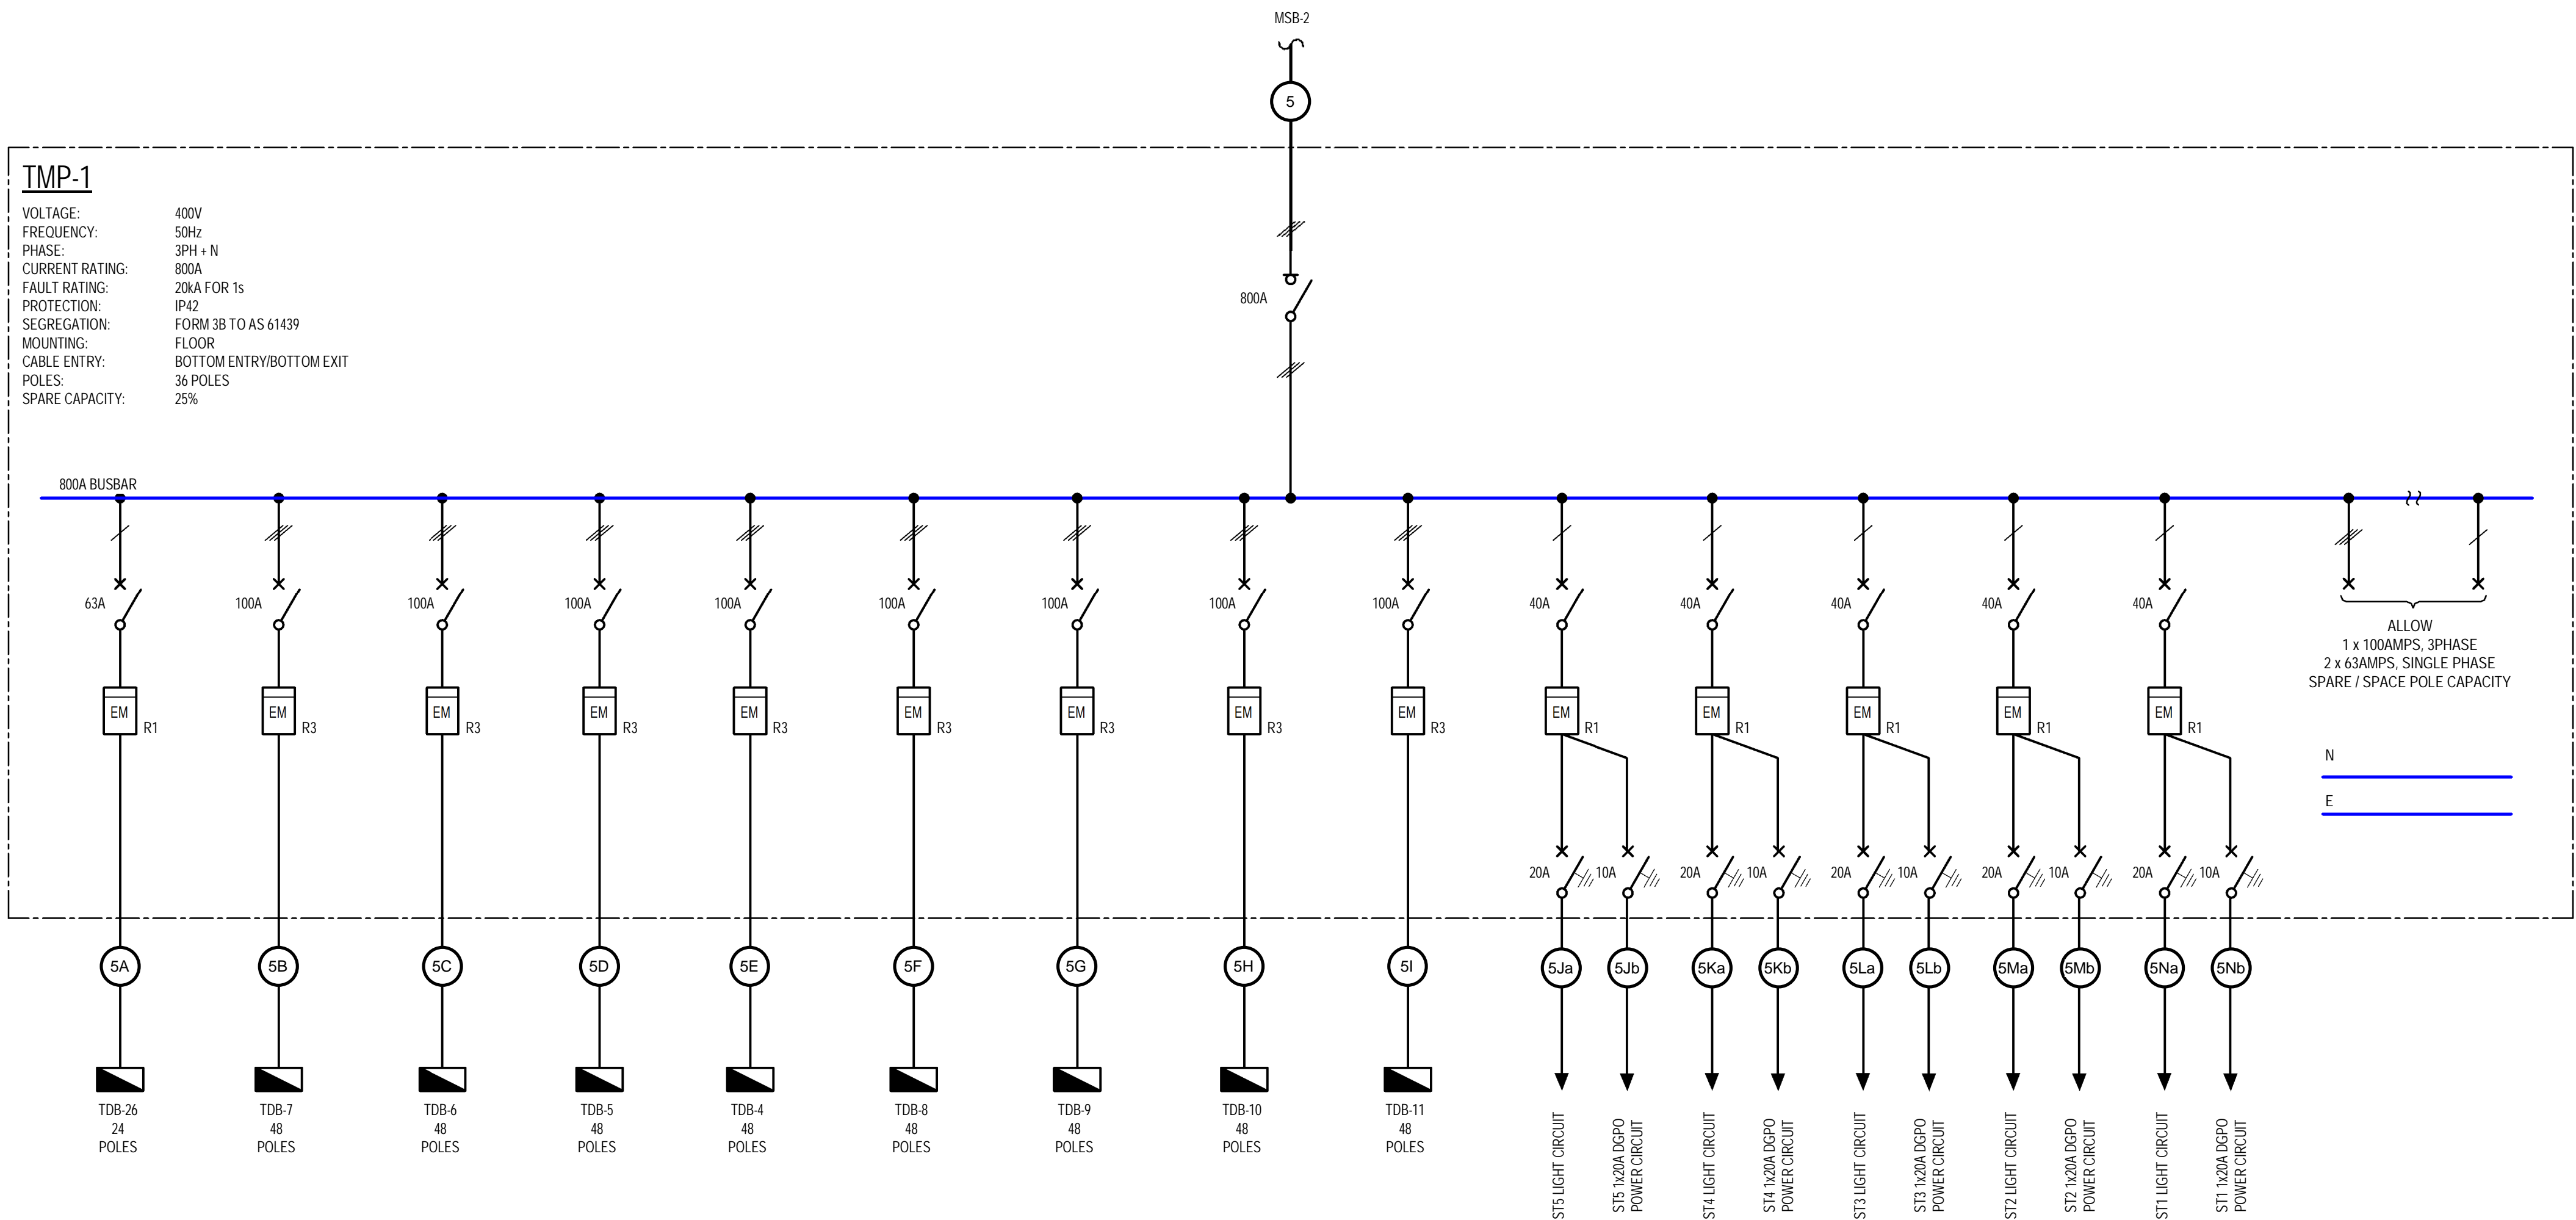 MSB-2
5
TMP-1
VOLTAGE: 400V
FREQUENCY: 50Hz
PHASE: 3PH + N
CURRENT RATING: 800A
FAULT RATING: 20kA FOR 1s
PROTECTION: IP42
SEGREGATION: FORM 3B TO AS 61439
MOUNTING: FLOOR
CABLE ENTRY: BOTTOM ENTRY/BOTTOM EXIT
POLES: 36 POLES
SPARE CAPACITY: 25%
800A
800A BUSBAR
63A 100A 100A 100A 100A 100A 100A 100A 100A 40A 40A 40A 40A 40A
ALLOW
1 x 100AMPS, 3PHASE
2 x 63AMPS, SINGLE PHASE
SPARE / SPACE POLE CAPACITY
EM EM EM EM EM EM EM EM EM EM EM EM EM EM
R1 R3 R3 R3 R3 R3 R3 R3 R3 R1 R1 R1 R1 R1
N
E
20A 10A 20A 10A 20A 10A 20A 10A 20A 10A
5A 5B 5C 5D 5E 5F 5G 5H 5I 5Ja 5Jb 5Ka 5Kb 5La 5Lb 5Ma 5Mb 5Na 5Nb
TDB-26
24
POLES
TDB-7
48
POLES
TDB-6
48
POLES
TDB-5
48
POLES
TDB-4
48
POLES
TDB-8
48
POLES
TDB-9
48
POLES
TDB-10
48
POLES
TDB-11
48
POLES
ST5 LIGHT CIRCUIT
ST5 1x20A DGPO
POWER CIRCUIT
ST4 LIGHT CIRCUIT
ST4 1x20A DGPO
POWER CIRCUIT
ST3 LIGHT CIRCUIT
ST3 1x20A DGPO
POWER CIRCUIT
ST2 LIGHT CIRCUIT
ST2 1x20A DGPO
POWER CIRCUIT
ST1 LIGHT CIRCUIT
ST1 1x20A DGPO
POWER CIRCUIT